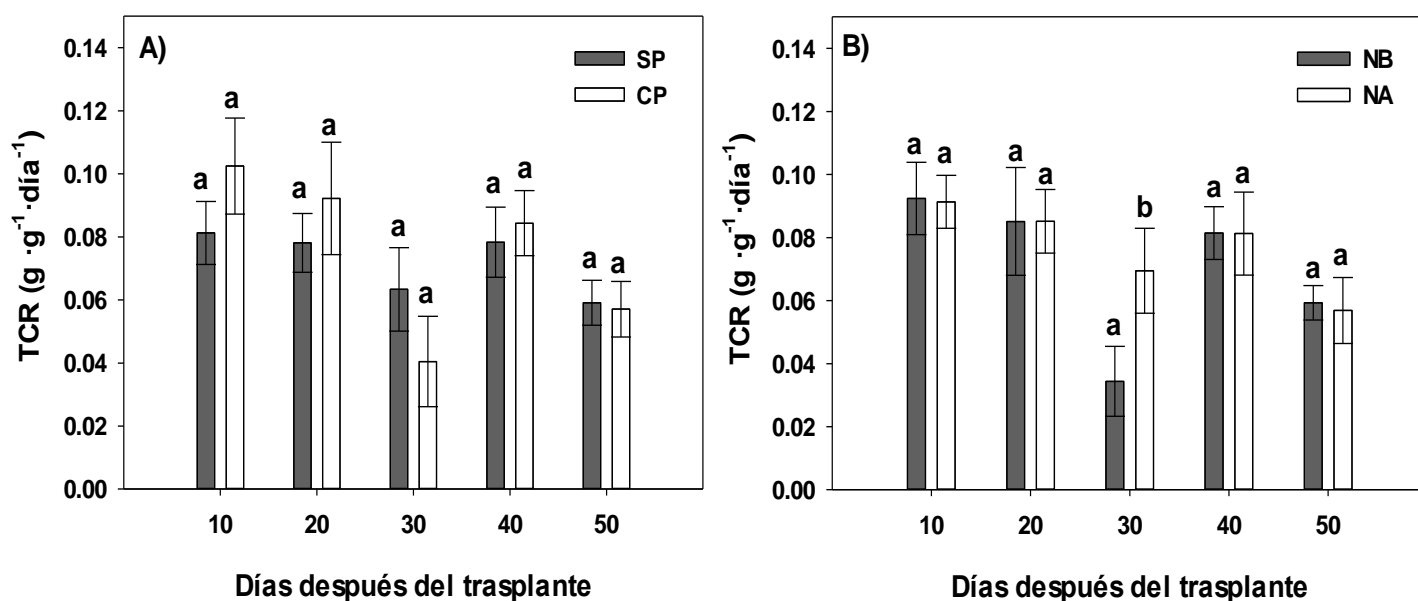 A)
SP
CP
TCR (g ·g⁻¹·día⁻¹)
0.14
0.12
0.10
0.08
0.06
0.04
0.02
0.00
a a a a a a a a a a
10 20 30 40 50
Días después del trasplante
B)
NB
NA
TCR (g ·g⁻¹·día⁻¹)
0.14
0.12
0.10
0.08
0.06
0.04
0.02
0.00
a a a a a b a a a a
10 20 30 40 50
Días después del trasplante